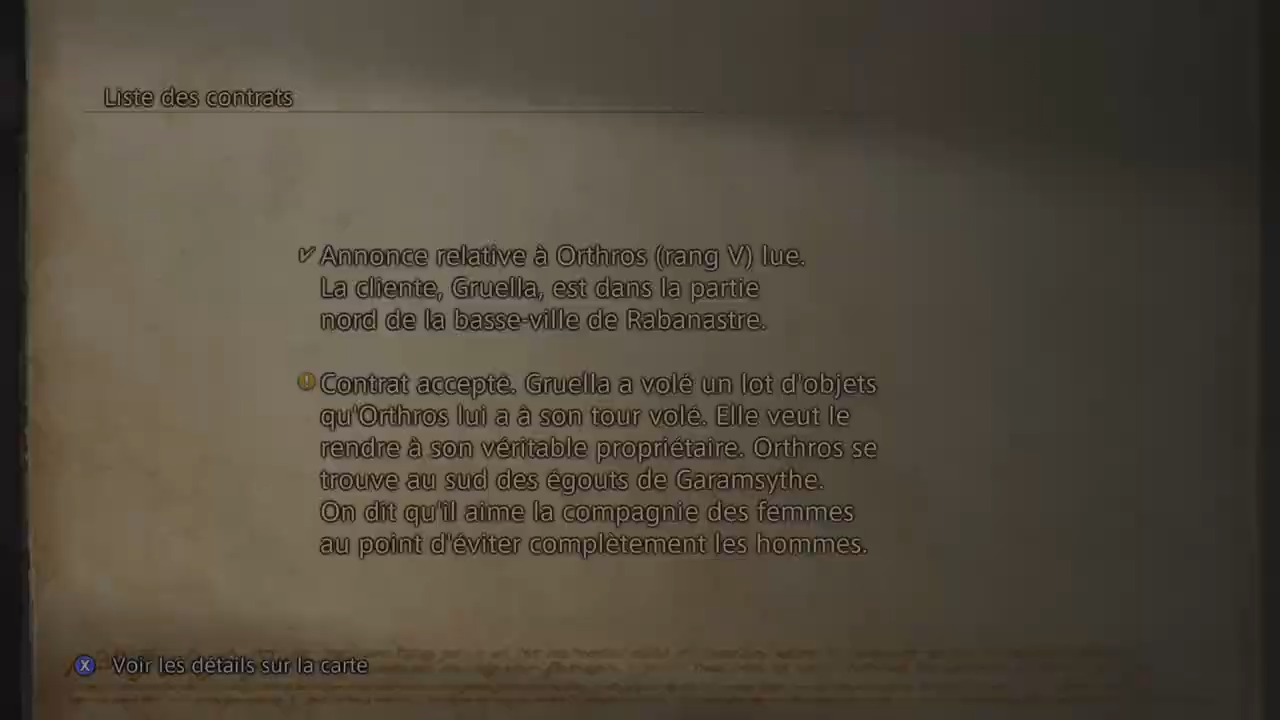 Liste des contrats
Annonce relative à Orthros (rang V) lue.
La cliente, Gruella, est dans la partie
nord de la basse-ville de Rabanastre.
Contrat accepté. Gruella a volé un lot d'objets
qu'Orthros lui a à son tour volé. Elle veut le
rendre à son véritable propriétaire. Orthros se
trouve au sud des égouts de Garamsythe.
On dit qu'il aime la compagnie des femmes
au point d'éviter complètement les hommes.
X Voir les détails sur la carte